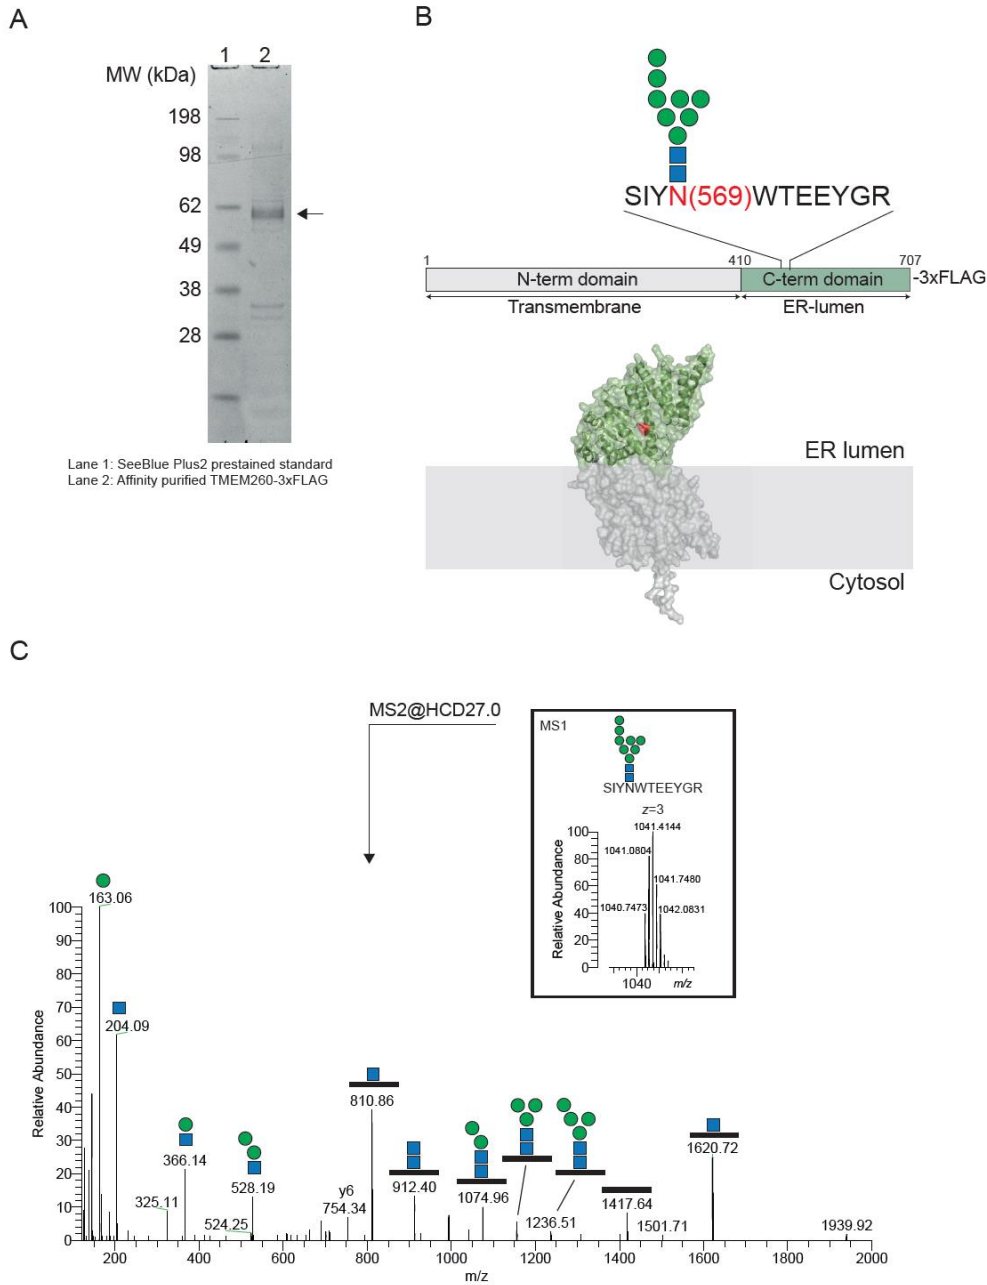 A
1 2
MW (kDa)
198
98
62
49
38
28
Lane 1: SeeBlue Plus2 prestained standard
Lane 2: Affinity purified TMEM260-3xFLAG
B
SIYN(569)WTEEYGR
1 410 707
N-term domain C-term domain -3xFLAG
Transmembrane ER-lumen
ER lumen
Cytosol
C
MS2@HCD27.0
MS1
SIYNWTEEYGR
z=3
1041.4144
1041.0804
1041.7480
1040.7473
1042.0831
Relative Abundance
100
80
60
40
20
0
1040 m/z
Relative Abundance
100
90
80
70
60
50
40
30
20
10
0
163.06
204.09
366.14
325.11
528.19
524.25
y6
754.34
810.86
912.40
1074.96
1236.51
1417.64
1501.71
1620.72
1939.92
200 400 600 800 1000 1200 1400 1600 1800 2000
m/z